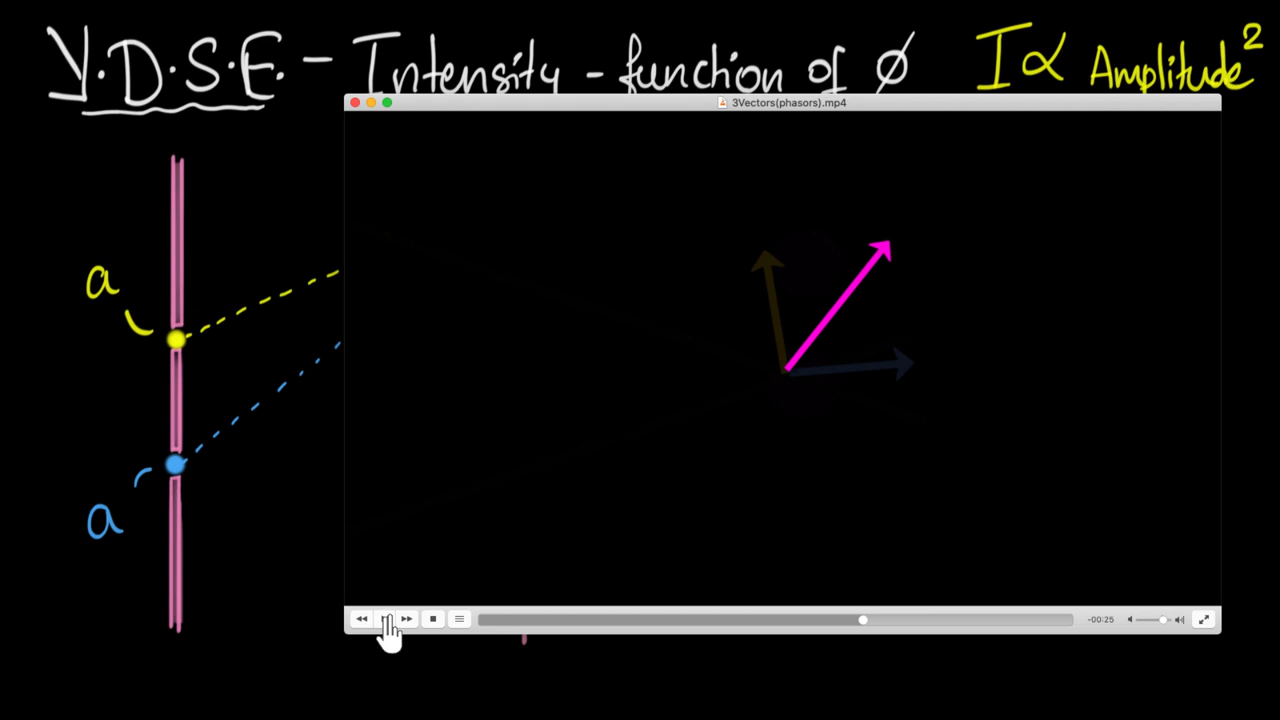 Y.D.S.E. - Intensity - function of ø I ∝ Amplitude²
3Vectors(phasors).mp4
a
a
-00:25